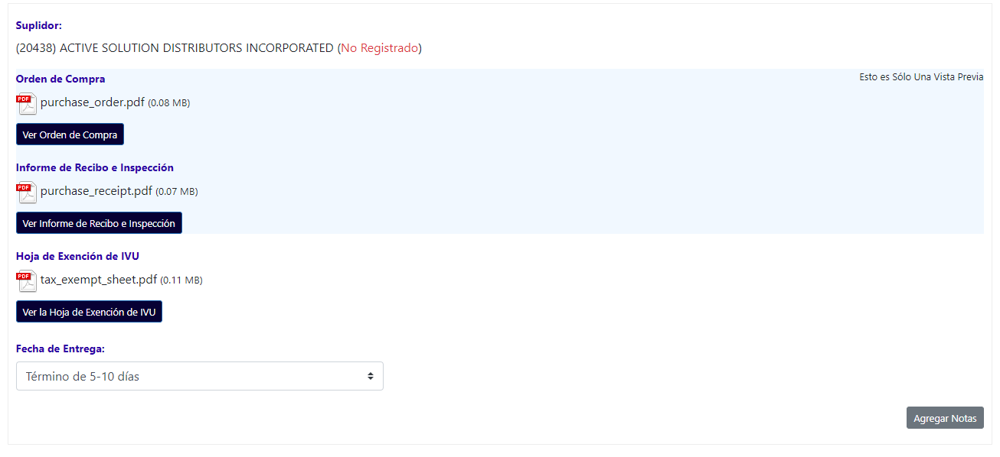 Suplidor:
(20438) ACTIVE SOLUTION DISTRIBUTORS INCORPORATED (No Registrado)
Orden de Compra
Esto es Sólo Una Vista Previa
PDF
purchase_order.pdf (0.08 MB)
Ver Orden de Compra
Informe de Recibo e Inspección
PDF
purchase_receipt.pdf (0.07 MB)
Ver Informe de Recibo e Inspección
Hoja de Exención de IVU
PDF
tax_exempt_sheet.pdf (0.11 MB)
Ver la Hoja de Exención de IVU
Fecha de Entrega:
Término de 5-10 días
Agregar Notas